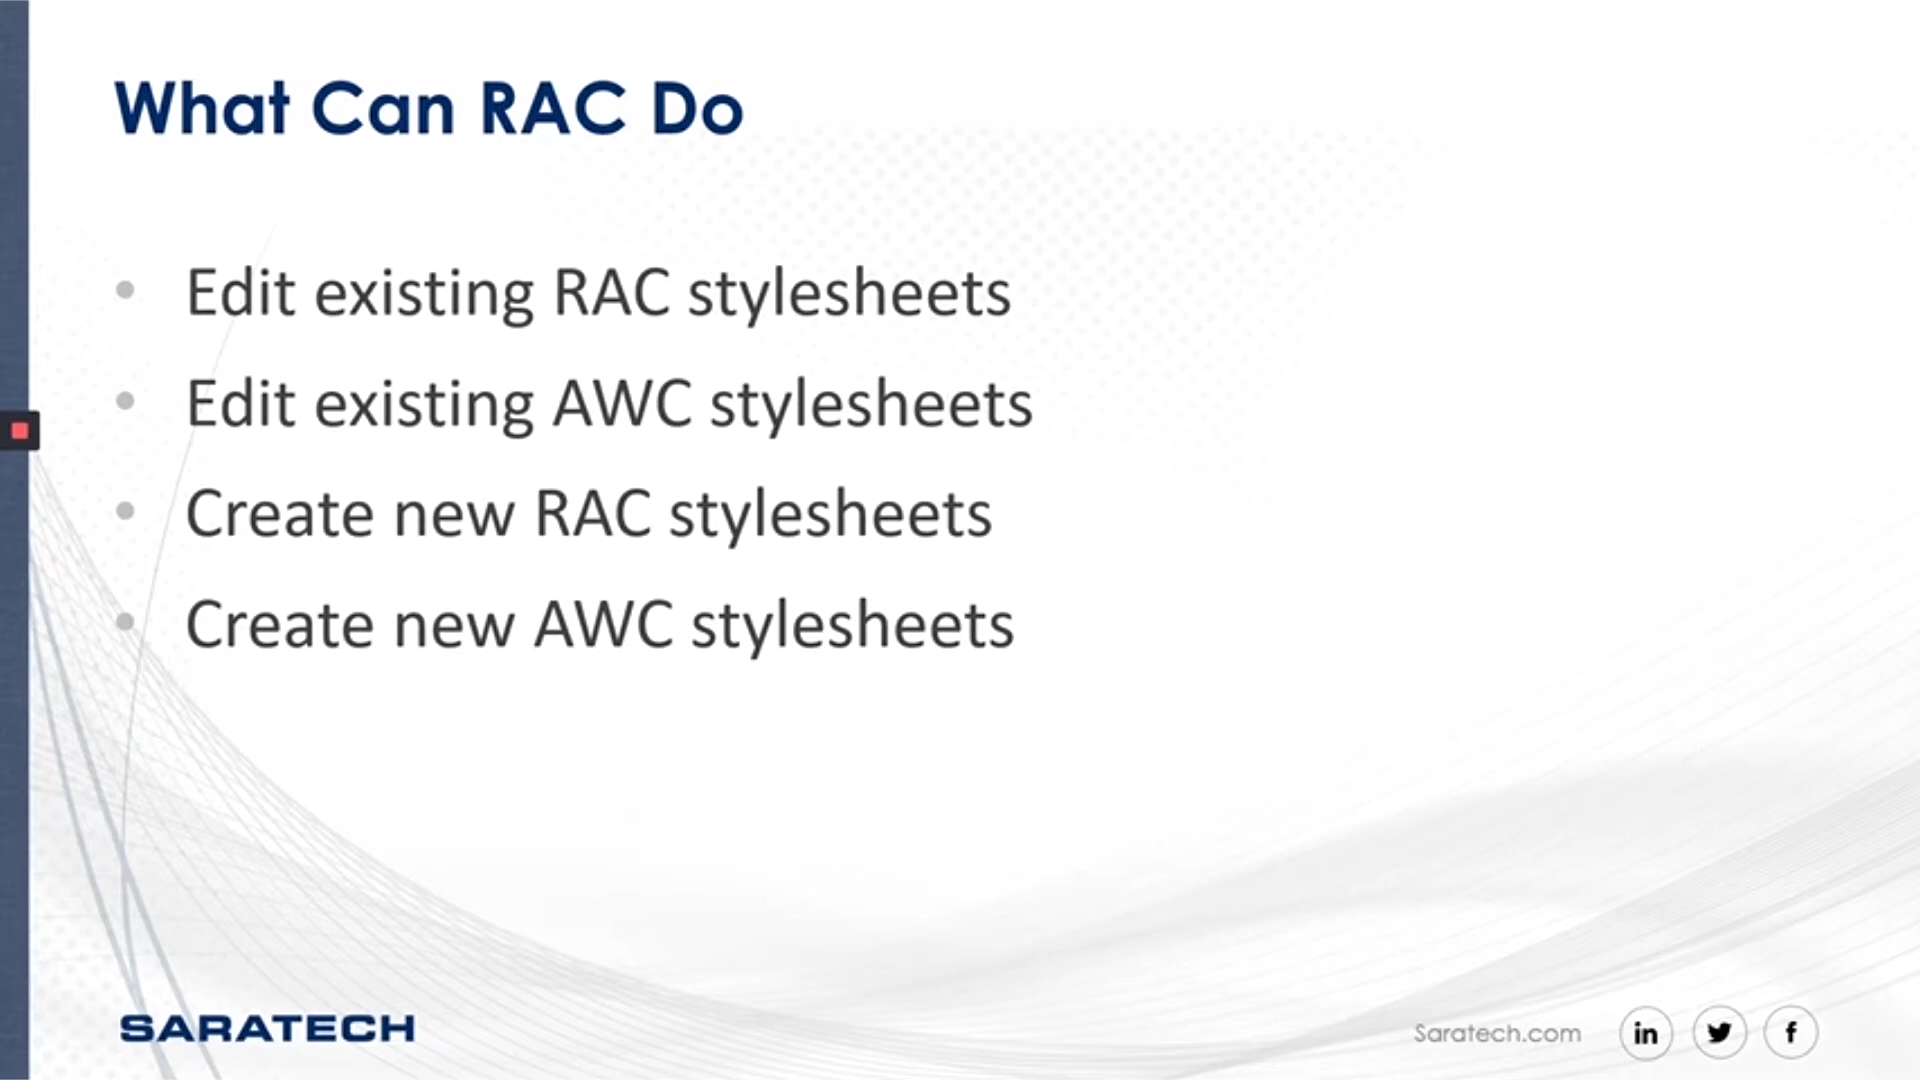 What Can RAC Do
• Edit existing RAC stylesheets
• Edit existing AWC stylesheets
• Create new RAC stylesheets
• Create new AWC stylesheets
SARATECH
Saratech.com in f